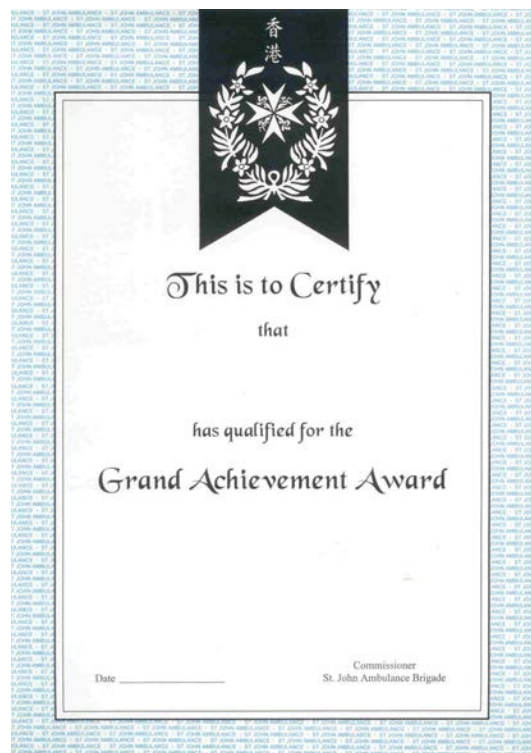 香
港
This is to Certify
that
has qualified for the
Grand Achievement Award
Commissioner
Date
St. John Ambulance Brigade